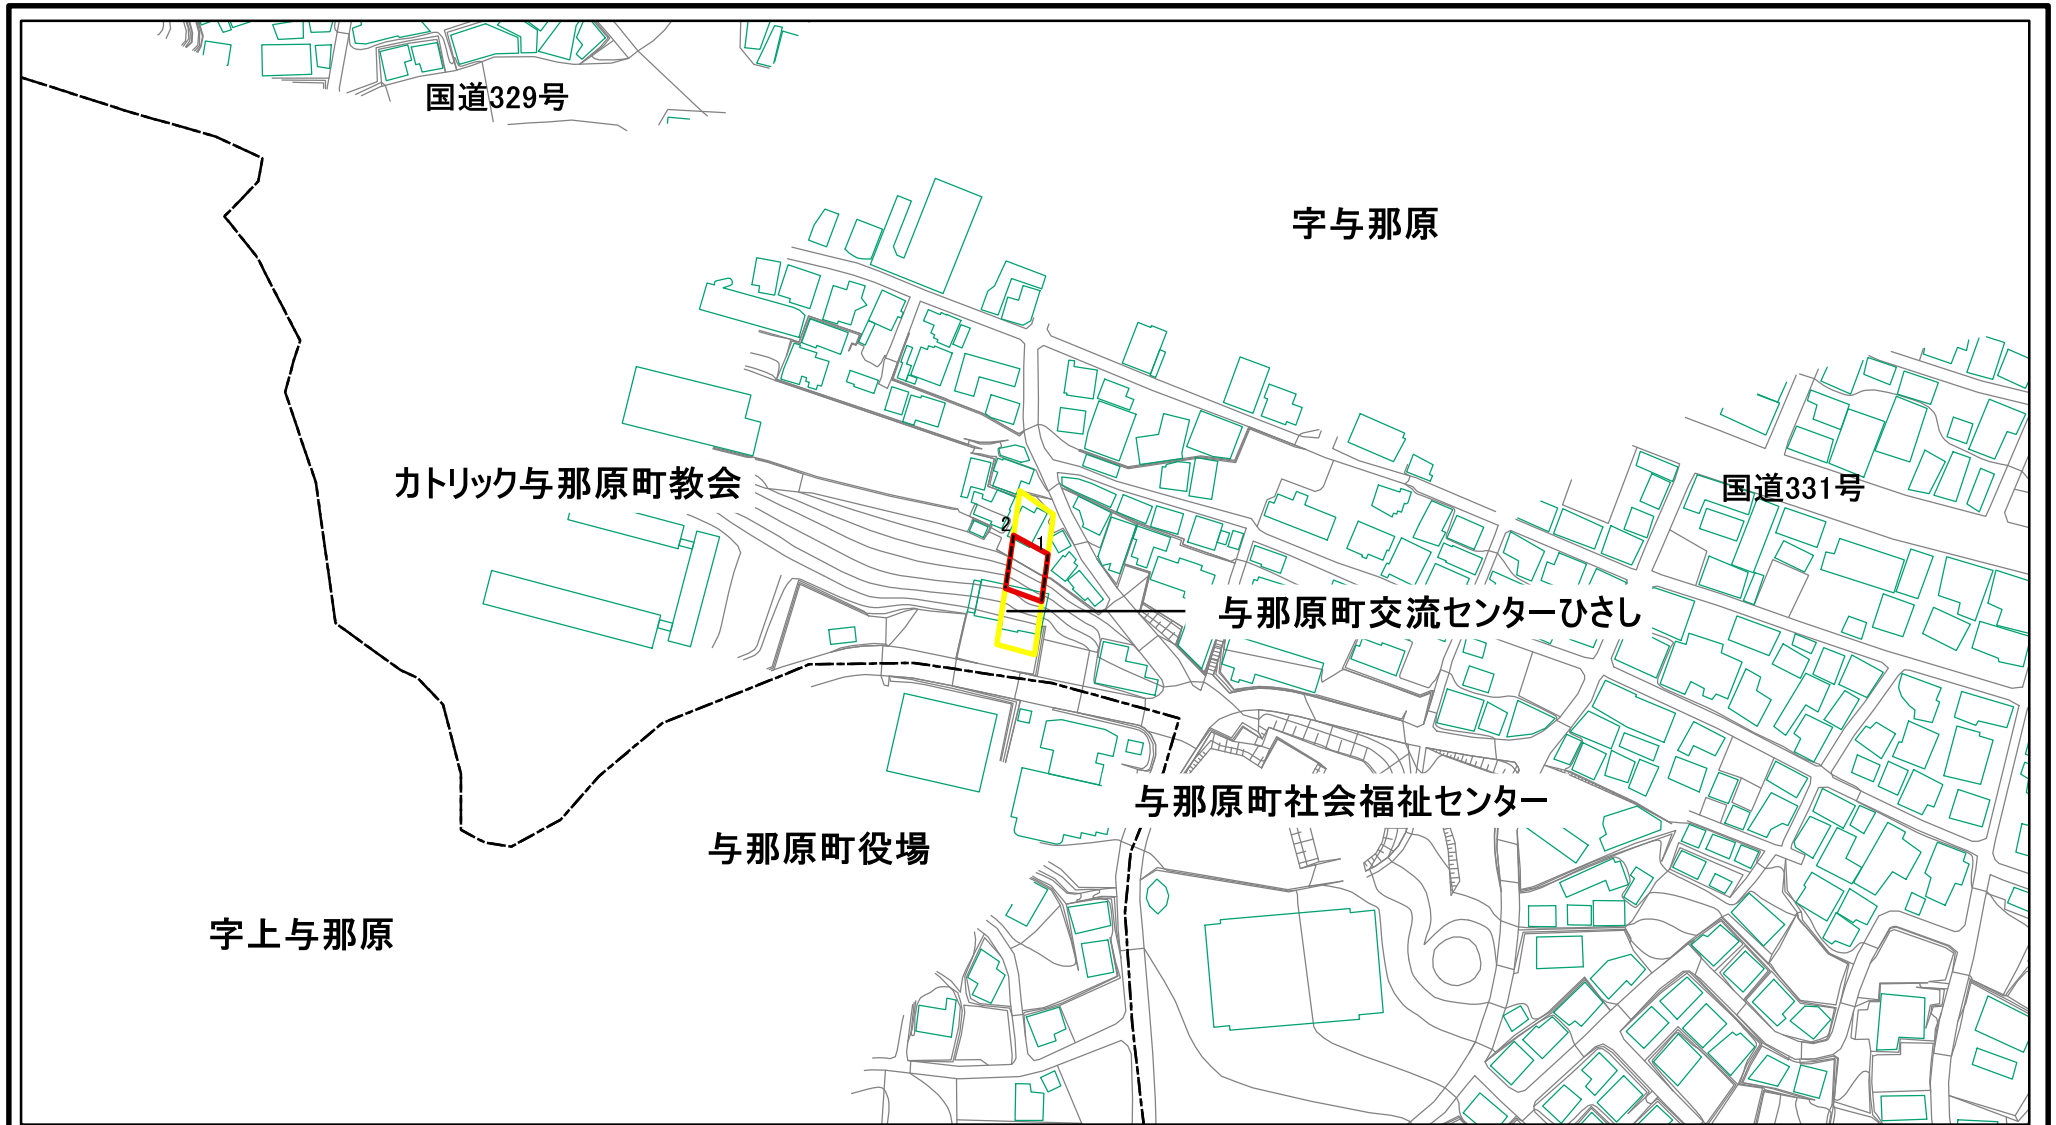 国道329号
字与那原
カトリック与那原町教会
国道331号
2
1
与那原町交流センターひさし
与那原町社会福祉センター
与那原町役場
字上与那原